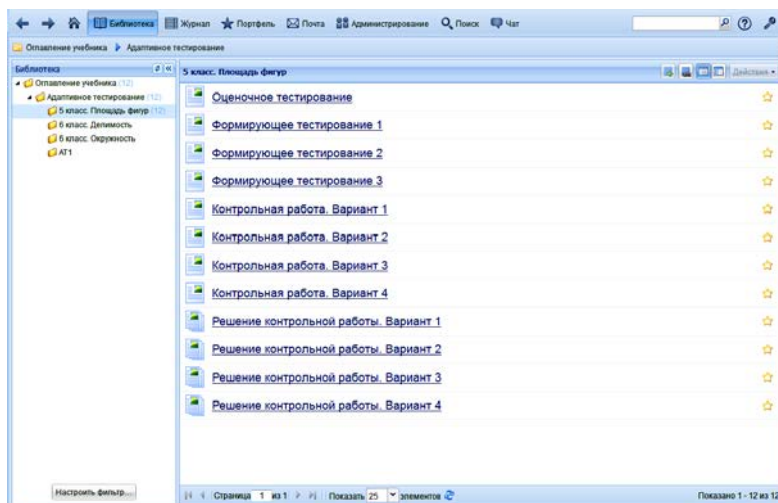 Библиотека Журнал Портфель Почта Администрирование Поиск Чат
Оглавление учебника Адаптивное тестирование
Библиотека
Оглавление учебника (12)
Адаптивное тестирование (12)
5 класс. Площадь фигур (12)
6 класс. Делимость
6 класс. Окружность
АТ1
Настроить фильтр...
5 класс. Площадь фигур Действия
Оценочное тестирование
Формирующее тестирование 1
Формирующее тестирование 2
Формирующее тестирование 3
Контрольная работа. Вариант 1
Контрольная работа. Вариант 2
Контрольная работа. Вариант 3
Контрольная работа. Вариант 4
Решение контрольной работы. Вариант 1
Решение контрольной работы. Вариант 2
Решение контрольной работы. Вариант 3
Решение контрольной работы. Вариант 4
Страница 1 из 1 Показать 25 элементов Показано 1 - 12 из 12